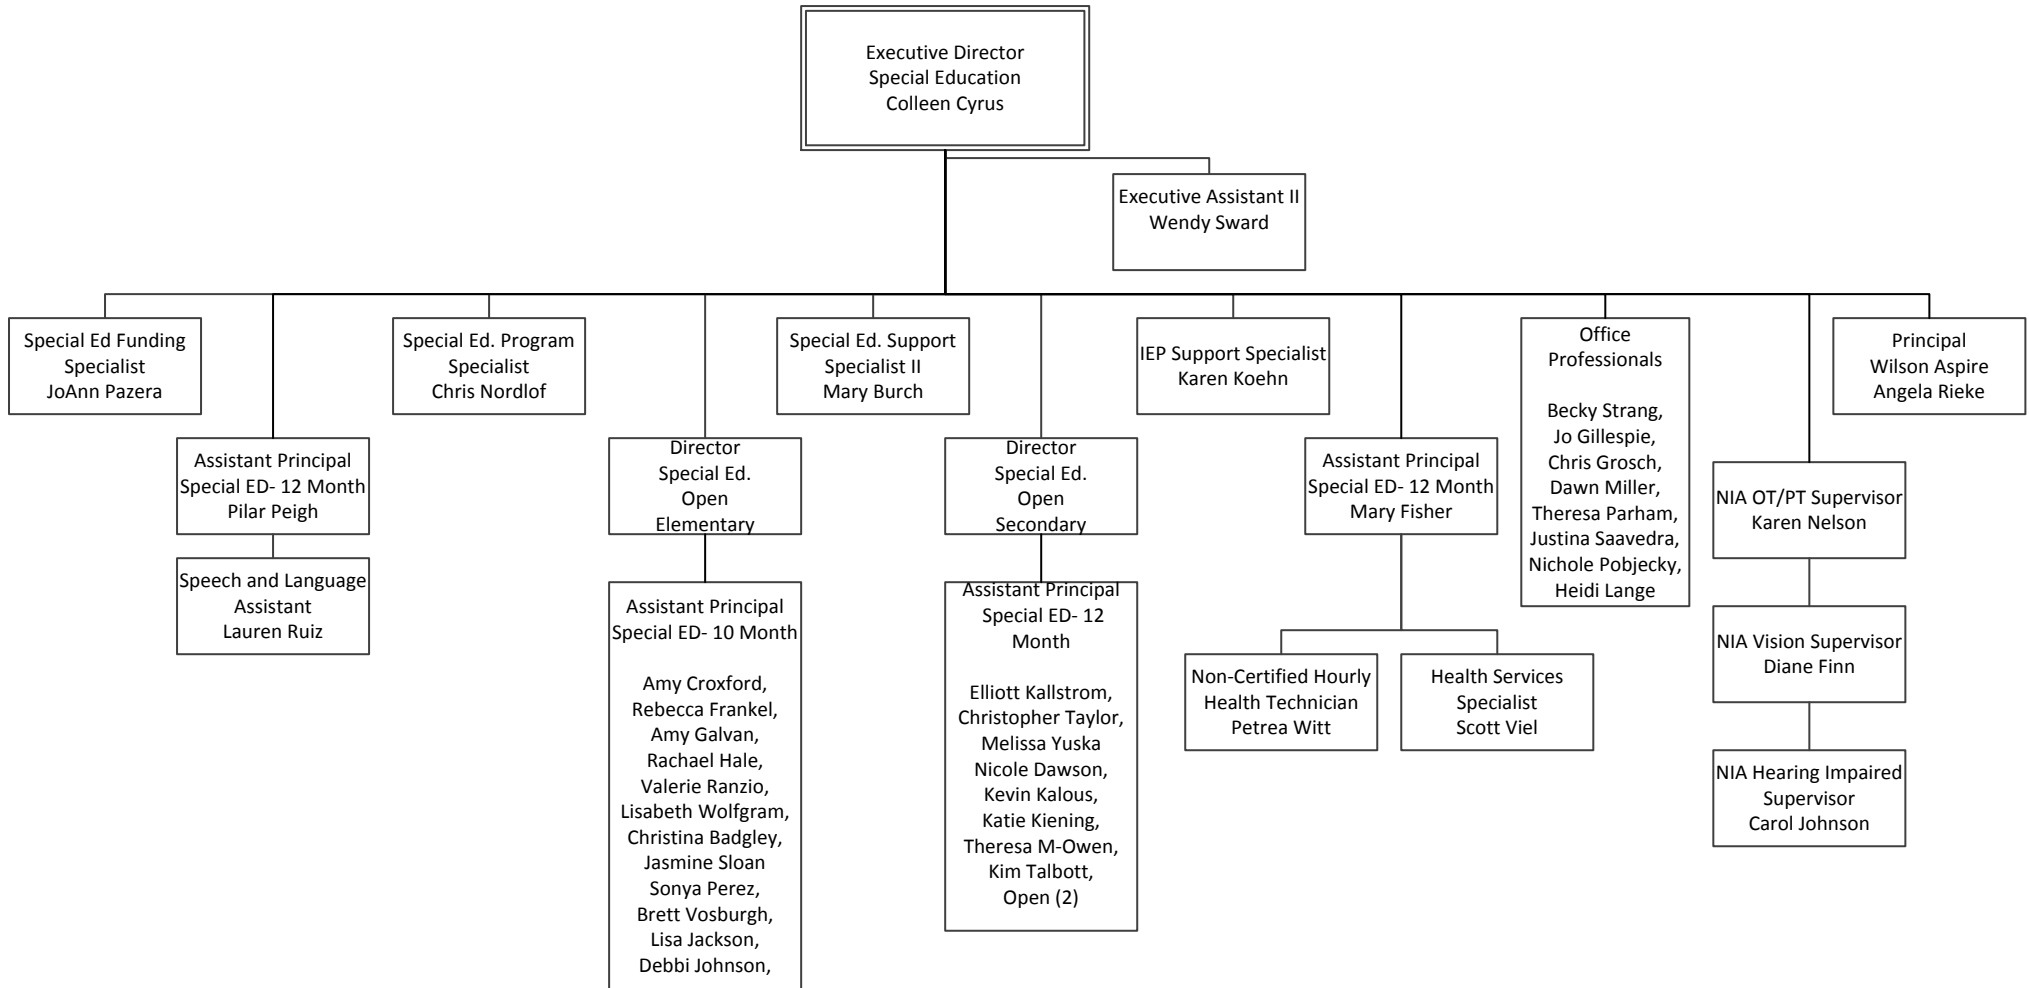 Executive Director
Special Education
Colleen Cyrus
Executive Assistant II
Wendy Sward
Special Ed Funding
Specialist
JoAnn Pazera
Special Ed. Program
Specialist
Chris Nordlof
Special Ed. Support
Specialist II
Mary Burch
IEP Support Specialist
Karen Koehn
Office
Professionals
Becky Strang,
Jo Gillespie,
Chris Grosch,
Dawn Miller,
Theresa Parham,
Justina Saavedra,
Nichole Pobjecky,
Heidi Lange
Principal
Wilson Aspire
Angela Rieke
Assistant Principal
Special ED- 12 Month
Pilar Peigh
Speech and Language
Assistant
Lauren Ruiz
Director
Special Ed.
Open
Elementary
Assistant Principal
Special ED- 10 Month
Amy Croxford,
Rebecca Frankel,
Amy Galvan,
Rachael Hale,
Valerie Ranzio,
Lisabeth Wolfgram,
Christina Badgley,
Jasmine Sloan
Sonya Perez,
Brett Vosburgh,
Lisa Jackson,
Debbi Johnson,
Director
Special Ed.
Open
Secondary
Assistant Principal
Special ED- 12
Month
Elliott Kallstrom,
Christopher Taylor,
Melissa Yuska
Nicole Dawson,
Kevin Kalous,
Katie Kiening,
Theresa M-Owen,
Kim Talbott,
Open (2)
Assistant Principal
Special ED- 12 Month
Mary Fisher
Non-Certified Hourly
Health Technician
Petrea Witt
Health Services
Specialist
Scott Viel
NIA OT/PT Supervisor
Karen Nelson
NIA Vision Supervisor
Diane Finn
NIA Hearing Impaired
Supervisor
Carol Johnson